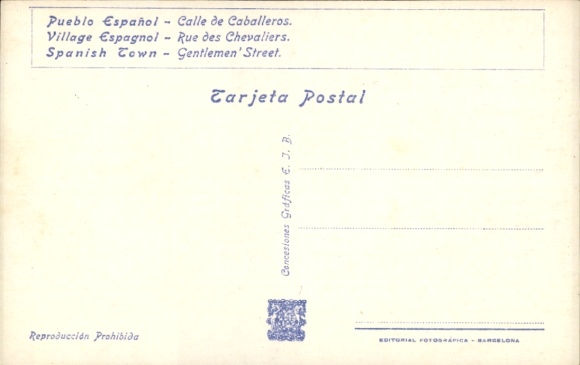 Pueblo Español - Calle de Caballeros.
Village Espagnol - Rue des Chevaliers.
Spanish Town - Gentlemen' Street.
Tarjeta Postal
Concesiones Gráficas E. I. B.
Reproducción Prohibida
EDITORIAL FOTOGRÁFICA - BARCELONA